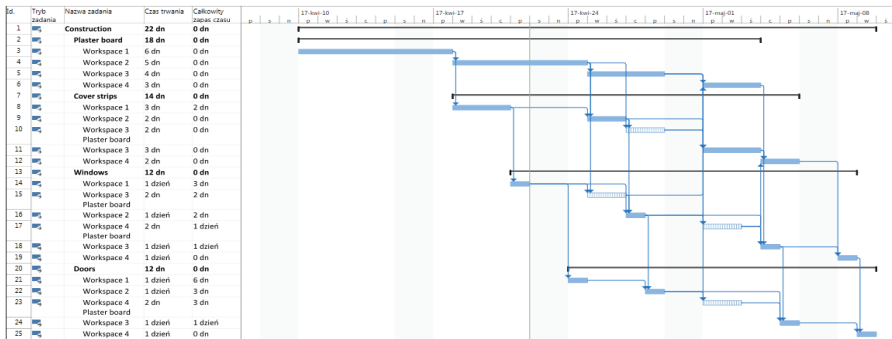 Id. Tryb zadania Nazwa zadania Czas trwania Całkowity zapas czasu 17-kwi-10 17-kwi-17 17-kwi-24 17-maj-01 17-maj-08
p s n p w ś c p s n p w ś c p s n p w ś c p s n p w ś c p s n p w
1 Construction 22 dn 0 dn
2 Plaster board 18 dn 0 dn
3 Workspace 1 6 dn 0 dn
4 Workspace 2 5 dn 0 dn
5 Workspace 3 4 dn 0 dn
6 Workspace 4 3 dn 0 dn
7 Cover strips 14 dn 0 dn
8 Workspace 1 3 dn 2 dn
9 Workspace 2 2 dn 0 dn
10 Workspace 3 Plaster board 2 dn 0 dn
11 Workspace 3 3 dn 0 dn
12 Workspace 4 2 dn 0 dn
13 Windows 12 dn 0 dn
14 Workspace 1 1 dzień 3 dn
15 Workspace 3 Plaster board 2 dn 2 dn
16 Workspace 2 1 dzień 2 dn
17 Workspace 4 Plaster board 2 dn 1 dzień
18 Workspace 3 1 dzień 1 dzień
19 Workspace 4 1 dzień 0 dn
20 Doors 12 dn 0 dn
21 Workspace 1 1 dzień 6 dn
22 Workspace 2 1 dzień 3 dn
23 Workspace 4 Plaster board 2 dn 3 dn
24 Workspace 3 1 dzień 1 dzień
25 Workspace 4 1 dzień 0 dn